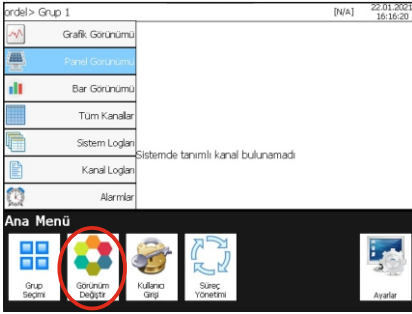 ordel> Grup 1
[N/A]
22.01.2021
16:16:20
Grafik Görünümü
Panel Görünümü
Bar Görünümü
Tüm Kanallar
Sistem Logları
Sistemde tanımlı kanal bulunamadı
Kanal Logları
Alarmlar
Ana Menü
Grup
Seçimi
Görünüm
Değiştir
Kullanıcı
Girişi
Süreç
Yönetimi
Ayarlar